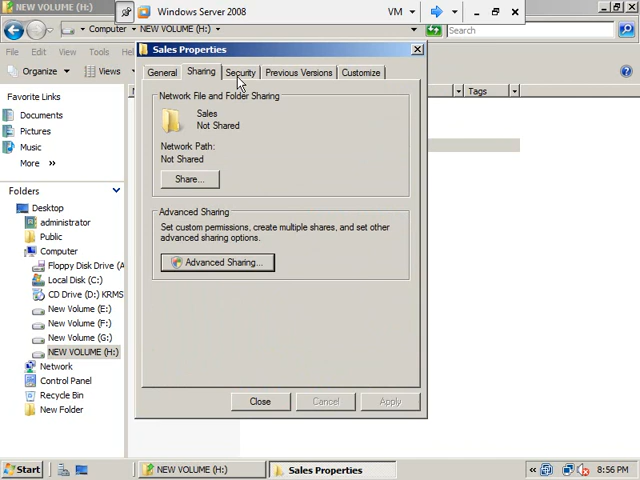 NEW VOLUME (H:)
Windows Server 2008
VM
Computer
NEW VOLUME (H:)
Search
File
Edit
View
Tools
Organize
Views
Tags
Favorite Links
Documents
Pictures
Music
More »
Folders
Desktop
administrator
Public
Computer
Floppy Disk Drive (A
Local Disk (C:)
CD Drive (D:) KRMS
New Volume (E:)
New Volume (F:)
New Volume (G:)
NEW VOLUME (H:)
Network
Control Panel
Recycle Bin
New Folder
Sales Properties
General
Sharing
Security
Previous Versions
Customize
Network File and Folder Sharing
Sales
Not Shared
Network Path:
Not Shared
Share...
Advanced Sharing
Set custom permissions, create multiple shares, and set other
advanced sharing options.
Advanced Sharing...
Close
Cancel
Apply
Start
NEW VOLUME (H:)
Sales Properties
8:56 PM